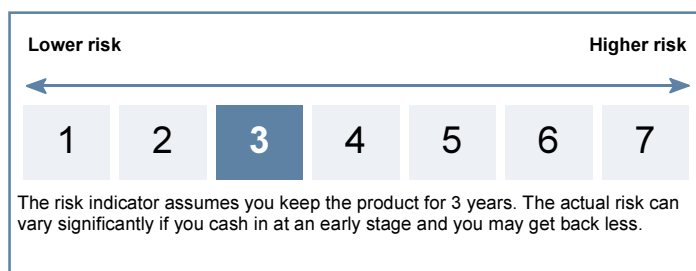 Lower risk Higher risk
1 2 3 4 5 6 7
The risk indicator assumes you keep the product for 3 years. The actual risk can
vary significantly if you cash in at an early stage and you may get back less.